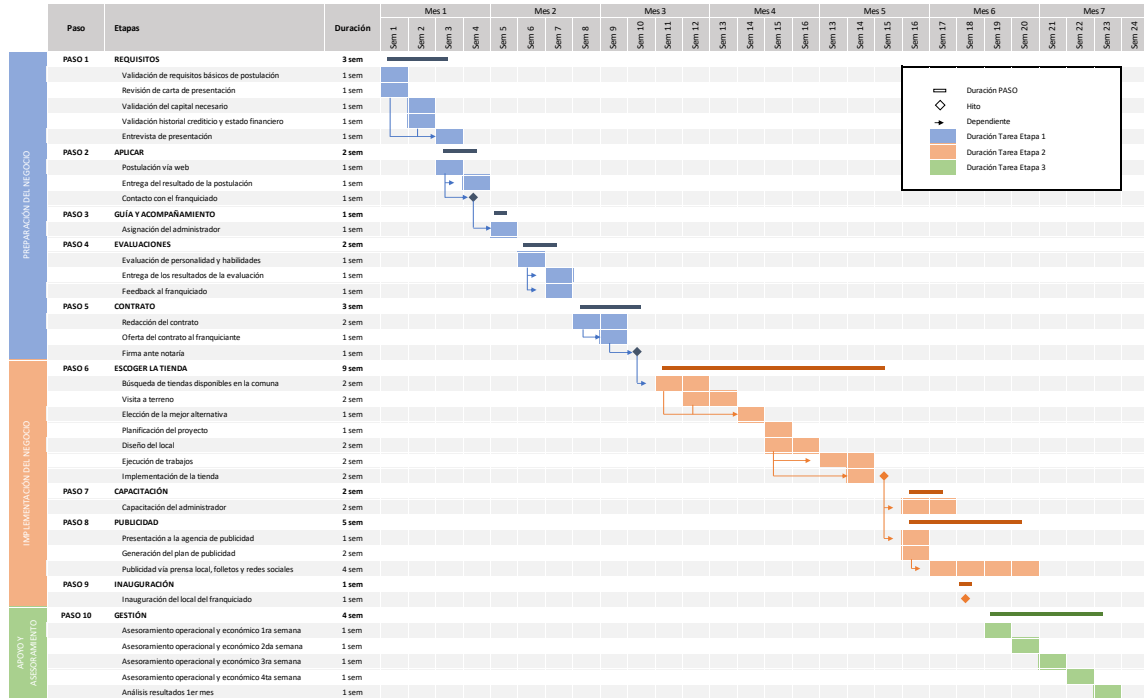 Paso Etapas Duración
Mes 1 Mes 2 Mes 3 Mes 4 Mes 5 Mes 6 Mes 7
Sem 1 Sem 2 Sem 3 Sem 4 Sem 5 Sem 6 Sem 7 Sem 8 Sem 9 Sem 10 Sem 11 Sem 12 Sem 13 Sem 14 Sem 15 Sem 16 Sem 13 Sem 14 Sem 15 Sem 16 Sem 17 Sem 18 Sem 19 Sem 20 Sem 21 Sem 22 Sem 23 Sem 24
PREPARACIÓN DEL NEGOCIO
PASO 1 REQUISITOS 3 sem
Validación de requisitos básicos de postulación 1 sem
Revisión de carta de presentación 1 sem
Validación del capital necesario 1 sem
Validación historial crediticio y estado financiero 1 sem
Entrevista de presentación 1 sem
PASO 2 APLICAR 2 sem
Postulación vía web 1 sem
Entrega del resultado de la postulación 1 sem
Contacto con el franquiciado 1 sem
PASO 3 GUÍA Y ACOMPAÑAMIENTO 1 sem
Asignación del administrador 1 sem
PASO 4 EVALUACIONES 2 sem
Evaluación de personalidad y habilidades 1 sem
Entrega de los resultados de la evaluación 1 sem
Feedback al franquiciado 1 sem
PASO 5 CONTRATO 3 sem
Redacción del contrato 2 sem
Oferta del contrato al franquiciante 1 sem
Firma ante notaría 1 sem
IMPLEMENTACIÓN DEL NEGOCIO
PASO 6 ESCOGER LA TIENDA 9 sem
Búsqueda de tiendas disponibles en la comuna 2 sem
Visita a terreno 2 sem
Elección de la mejor alternativa 1 sem
Planificación del proyecto 1 sem
Diseño del local 2 sem
Ejecución de trabajos 2 sem
Implementación de la tienda 2 sem
PASO 7 CAPACITACIÓN 2 sem
Capacitación del administrador 2 sem
PASO 8 PUBLICIDAD 5 sem
Presentación a la agencia de publicidad 1 sem
Generación del plan de publicidad 2 sem
Publicidad vía prensa local, folletos y redes sociales 4 sem
PASO 9 INAUGURACIÓN 1 sem
Inauguración del local del franquiciado 1 sem
APOYO Y
ASESORAMIENTO
PASO 10 GESTIÓN 4 sem
Asesoramiento operacional y económico 1ra semana 1 sem
Asesoramiento operacional y económico 2da semana 1 sem
Asesoramiento operacional y económico 3ra semana 1 sem
Asesoramiento operacional y económico 4ta semana 1 sem
Análisis resultados 1er mes 1 sem
Duración PASO
Hito
Dependiente
Duración Tarea Etapa 1
Duración Tarea Etapa 2
Duración Tarea Etapa 3